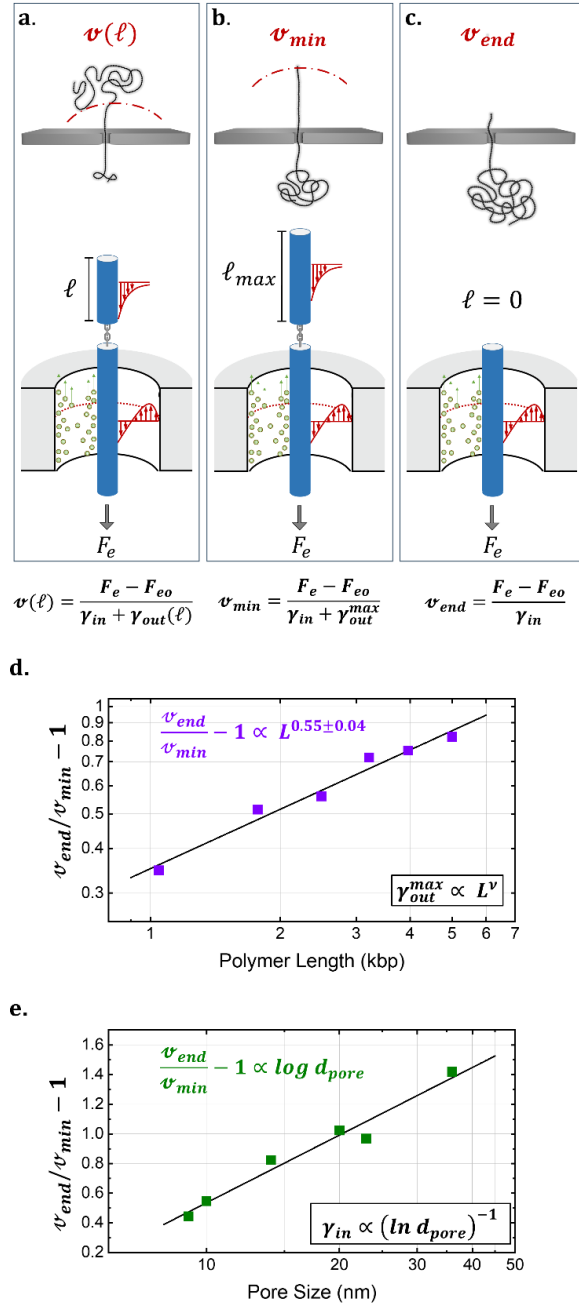 a.
𝓋(ℓ)
b.
𝓋_min
c.
𝓋_end
ℓ
ℓ_max
ℓ = 0
F_e
F_e
F_e
𝓋(ℓ) = (F_e − F_eo) / (γ_in + γ_out(ℓ))
𝓋_min = (F_e − F_eo) / (γ_in + γ_out^max)
𝓋_end = (F_e − F_eo) / γ_in
d.
𝓋_end/𝓋_min − 1
1
0.9
0.8
0.7
0.6
0.5
0.3
𝓋_end/𝓋_min − 1 ∝ L^0.55±0.04
γ_out^max ∝ L^ν
1 2 3 4 5 6 7
Polymer Length (kbp)
e.
𝓋_end/𝓋_min − 1
1.6
1.4
1.2
1.0
0.8
0.6
0.4
0.2
𝓋_end/𝓋_min − 1 ∝ log d_pore
γ_in ∝ (ln d_pore)^−1
10 20 30 40 50
Pore Size (nm)